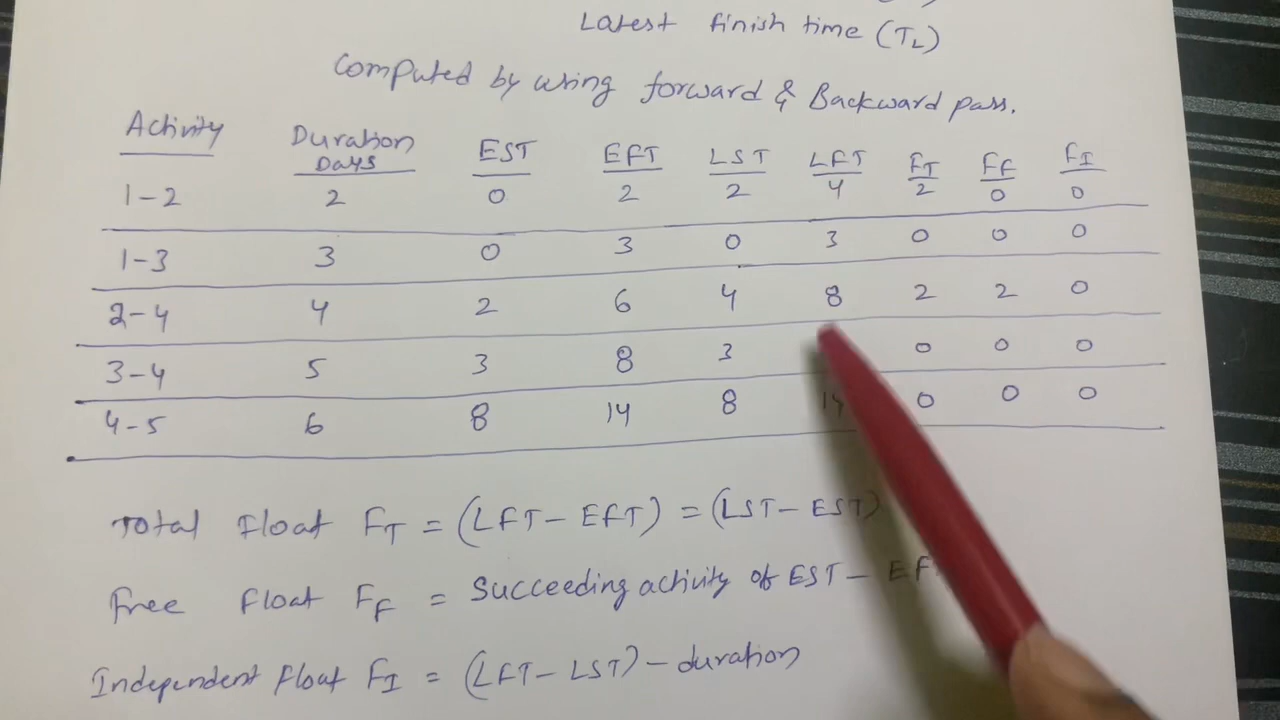 Latest finish time (TL)
Computed by using forward & Backward pass.
Activity Duration Days EST EFT LST LFT FT FF FI
1-2 2 0 2 2 4 2 0 0
1-3 3 0 3 0 3 0 0 0
2-4 4 2 6 4 8 2 2 0
3-4 5 3 8 3 0 0 0
4-5 6 8 14 8 14 0 0 0
Total Float FT = (LFT - EFT) = (LST - EST)
Free Float FF = Succeeding activity of EST -
Independent float FI = (LFT - LST) - duration